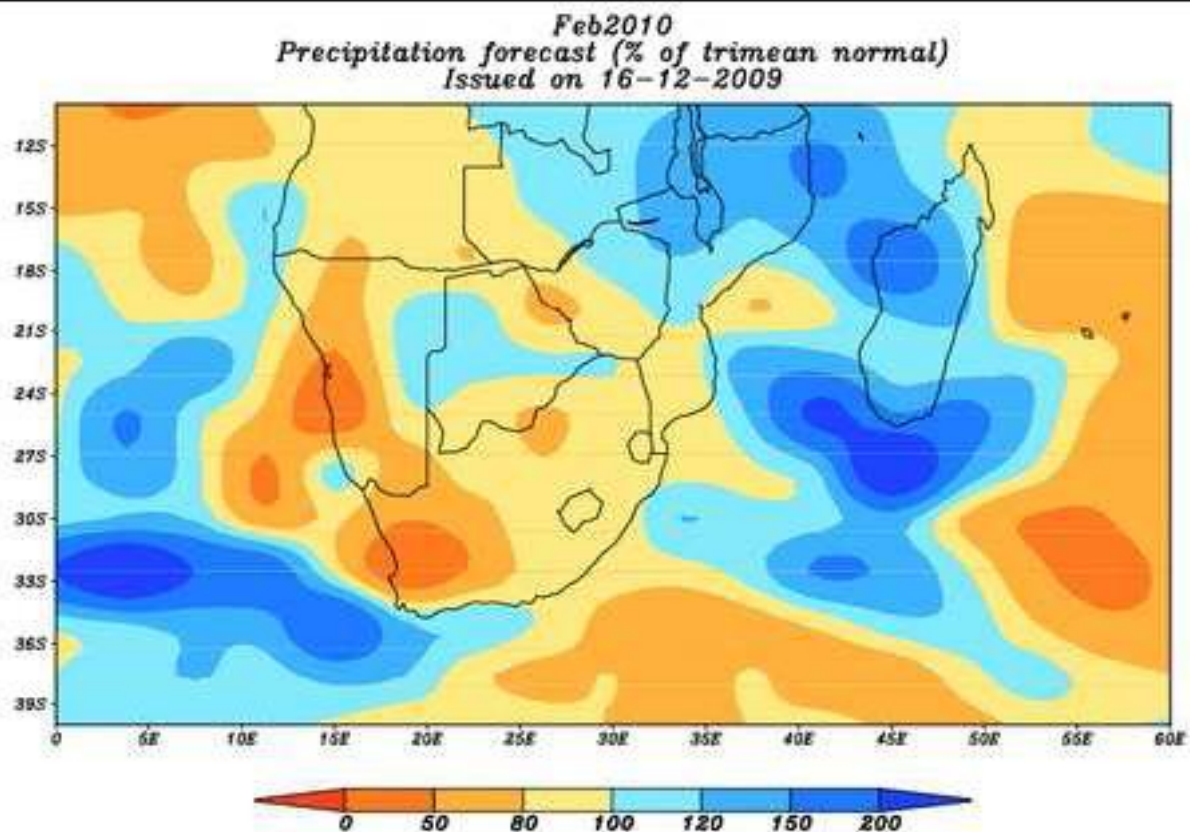 Feb2010
Precipitation forecast (% of trimean normal)
Issued on 16-12-2009
12S
15S
18S
21S
24S
27S
30S
33S
36S
39S
0 5E 10E 15E 20E 25E 30E 35E 40E 45E 50E 55E 60E
0 50 80 100 120 150 200